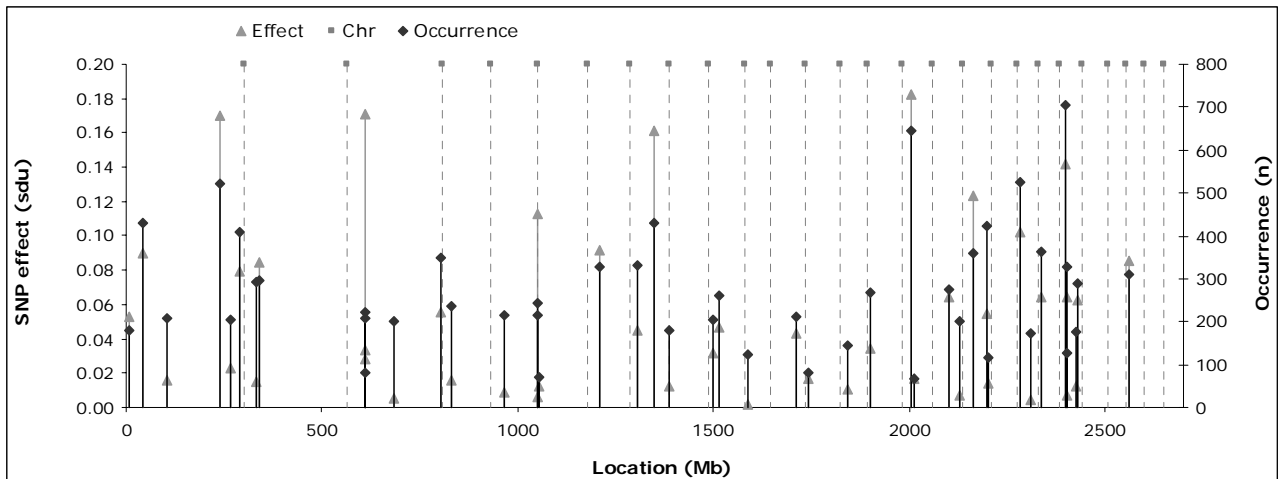 Effect Chr Occurrence
0.20 800
0.18 700
0.16
0.14 600
0.12 500
0.10 400
0.08 300
0.06
0.04 200
0.02 100
0.00 0
0 500 1000 1500 2000 2500
SNP effect (sdu)
Occurrence (n)
Location (Mb)